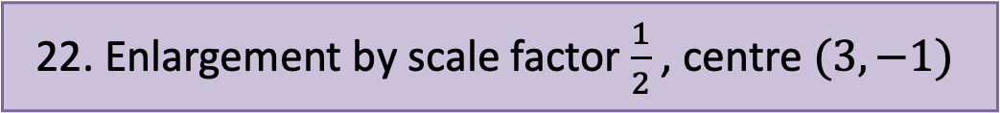 22. Enlargement by scale factor 1/2, centre (3, −1)